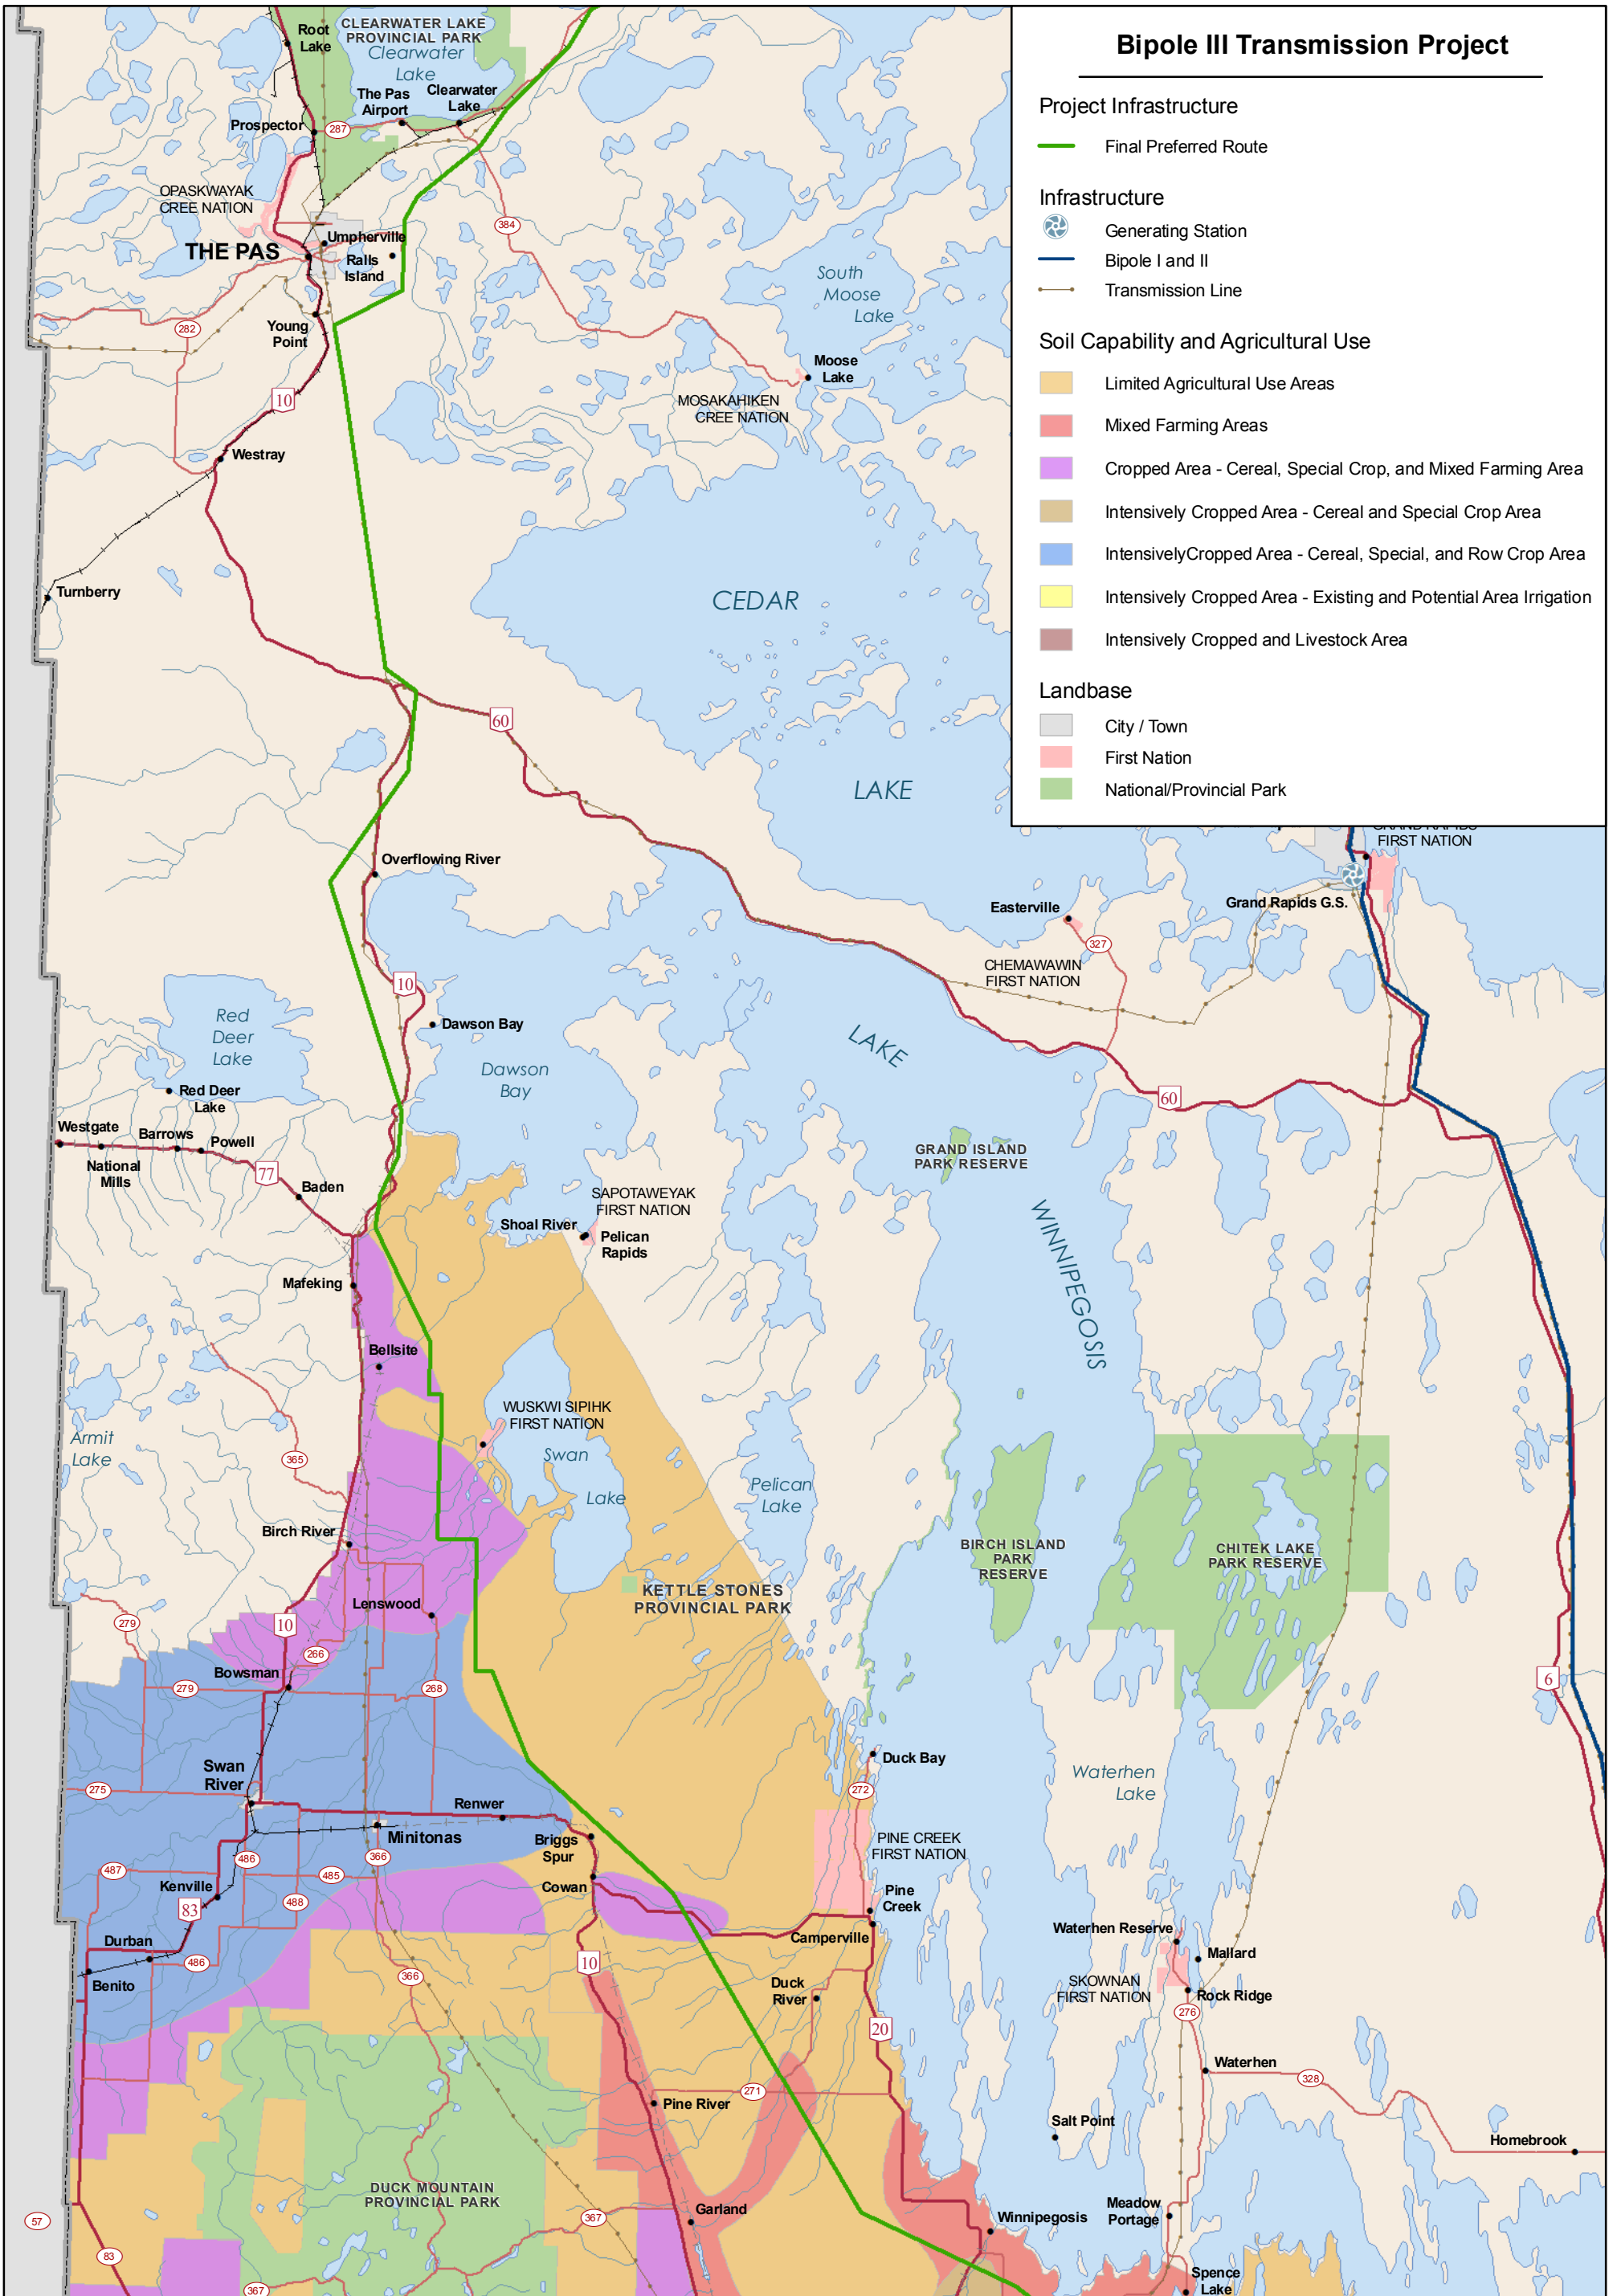 Bipole III Transmission Project
Project Infrastructure
Final Preferred Route
Infrastructure
Generating Station
Bipole I and II
Transmission Line
Soil Capability and Agricultural Use
Limited Agricultural Use Areas
Mixed Farming Areas
Cropped Area - Cereal, Special Crop, and Mixed Farming Area
Intensively Cropped Area - Cereal and Special Crop Area
IntensivelyCropped Area - Cereal, Special, and Row Crop Area
Intensively Cropped Area - Existing and Potential Area Irrigation
Intensively Cropped and Livestock Area
Landbase
City / Town
First Nation
National/Provincial Park
Root
Lake
CLEARWATER LAKE
PROVINCIAL PARK
Clearwater
Lake
The Pas
Airport
Clearwater
Lake
Prospector
287
OPASKWAYAK
CREE NATION
384
Umpherville
THE PAS
Ralls
Island
South
Moose
Lake
282
Young
Point
Moose
Lake
10
MOSAKAHIKEN
CREE NATION
Westray
Turnberry
CEDAR
60
LAKE
FIRST NATION
Overflowing River
Grand Rapids G.S.
Easterville
327
CHEMAWAWIN
FIRST NATION
10
Red
Deer
Lake
Dawson Bay
LAKE
Dawson
Bay
Red Deer
Lake
60
Westgate
Barrows
Powell
National
Mills
77
Baden
GRAND ISLAND
PARK RESERVE
SAPOTAWEYAK
FIRST NATION
Shoal River
Pelican
Rapids
WINNIPEGOSIS
Mafeking
Bellsite
WUSKWI SIPIHK
FIRST NATION
Armit
Lake
365
Swan
Lake
Pelican
Lake
Birch River
BIRCH ISLAND
PARK
RESERVE
CHITEK LAKE
PARK RESERVE
KETTLE STONES
PROVINCIAL PARK
Lenswood
279
10
266
Bowsman
279
268
6
Duck Bay
Swan
River
275
272
Waterhen
Lake
Renwer
Minitonas
Briggs
Spur
PINE CREEK
FIRST NATION
487
486
366
485
Kenville
Cowan
488
83
Pine
Creek
Camperville
Waterhen Reserve
Durban
Mallard
486
10
366
Benito
Duck
River
SKOWNAN
FIRST NATION
Rock Ridge
276
20
Waterhen
328
271
Pine River
Salt Point
Homebrook
DUCK MOUNTAIN
PROVINCIAL PARK
Garland
367
Winnipegosis
Meadow
Portage
57
83
367
Spence
Lake